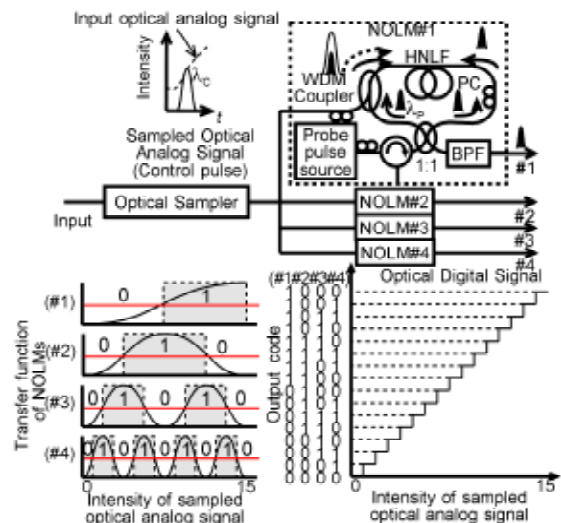 Input optical analog signal
Intensity
λC
t
Sampled Optical
Analog Signal
(Control pulse)
NOLM#1
HNLF
WDM
Coupler
PC
λP
Probe
pulse
source
1:1
BPF
#1
Input
Optical Sampler
NOLM#2
#2
NOLM#3
#3
NOLM#4
#4
Transfer function
of NOLMs
(#1)
0 1
(#2)
0 1 0
(#3)
0 1 0 1 0
(#4)
0 1 0 1 0 1 0 1 0
0 15
Intensity of sampled
optical analog signal
(#1#2#3#4)
Optical Digital Signal
Output code
0 15
Intensity of sampled
optical analog signal